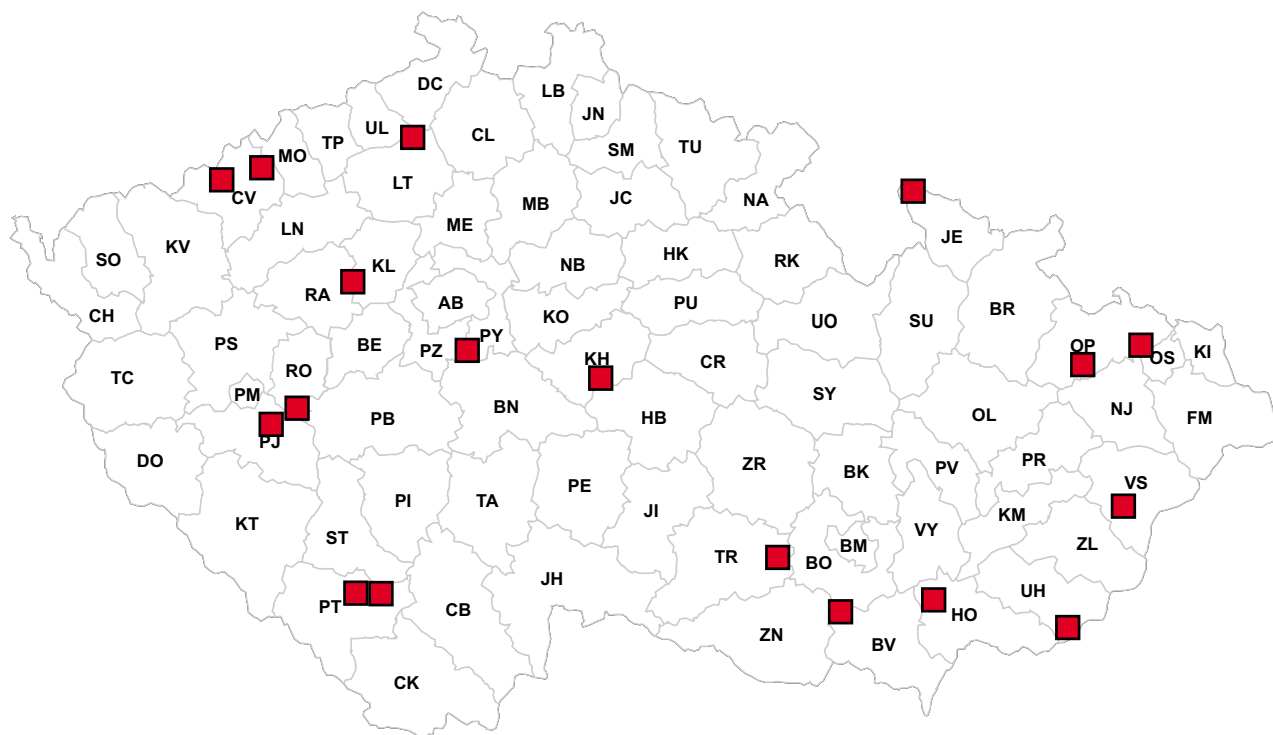 DC
LB
JN
UL
CL
TP
MO
SM
TU
LT
CV
JC
MB
NA
ME
LN
KV
SO
KL
NB
HK
RK
JE
RA
AB
CH
KO
PU
UO
SU
BR
PS
BE
PZ
PY
KH
CR
OP
OS
KI
TC
RO
PM
PB
BN
HB
SY
OL
NJ
FM
PJ
DO
ZR
BK
PV
PR
VS
KT
PI
TA
PE
JI
KM
ST
TR
BO
BM
VY
ZL
PT
CB
JH
ZN
BV
HO
UH
CK